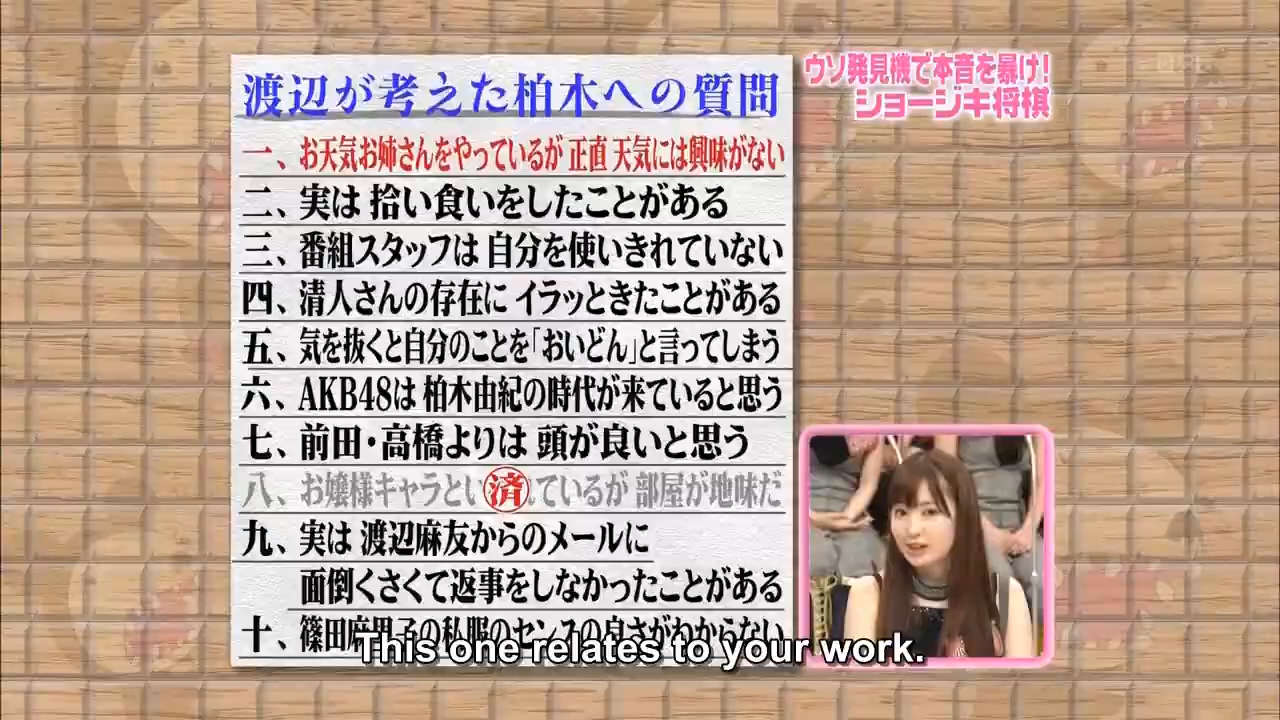 渡辺が考えた柏木への質問
一、お天気お姉さんをやっているが 正直 天気には興味がない
二、実は 拾い食いをしたことがある
三、番組スタッフは 自分を使いきれていない
四、清人さんの存在に イラッときたことがある
五、気を抜くと自分のことを「おいどん」と言ってしまう
六、AKB48は 柏木由紀の時代が来ていると思う
七、前田・高橋よりは 頭が良いと思う
八、お嬢様キャラとい 済 れているが 部屋が地味だ
九、実は 渡辺麻友からのメールに
面倒くさくて返事をしなかったことがある
十、篠田麻里子の私服のセンスの良さがわからない
ウソ発見機で本音を暴け!
ショージキ将棋
This one relates to your work.